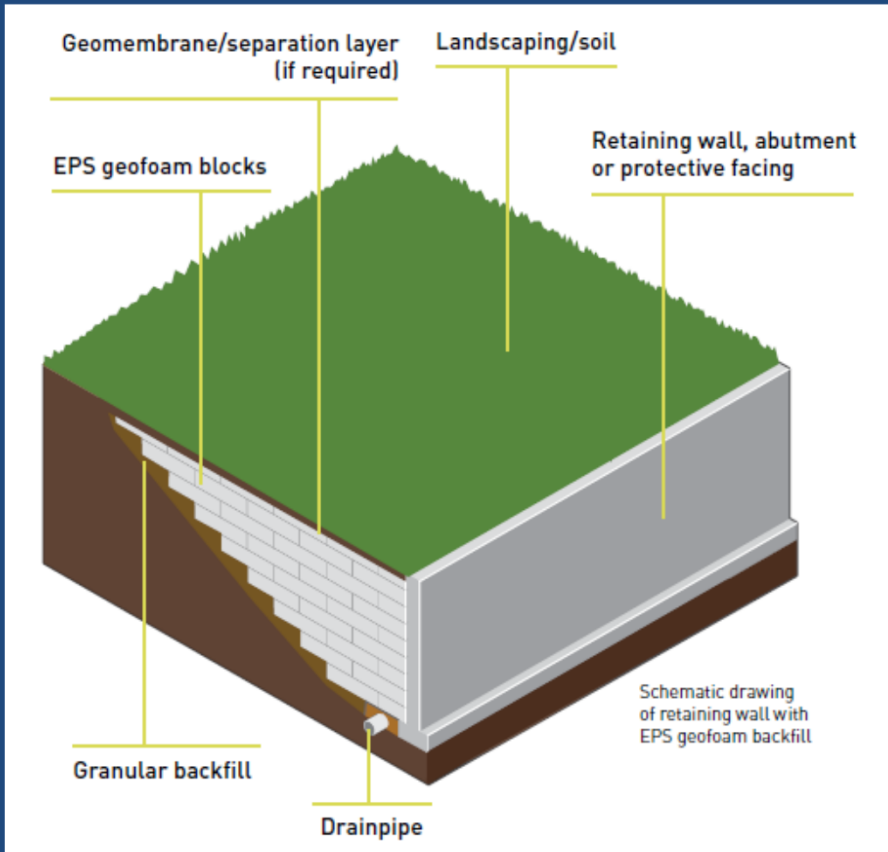 Geomembrane/separation layer
(if required)
Landscaping/soil
EPS geofoam blocks
Retaining wall, abutment
or protective facing
Schematic drawing
of retaining wall with
EPS geofoam backfill
Granular backfill
Drainpipe